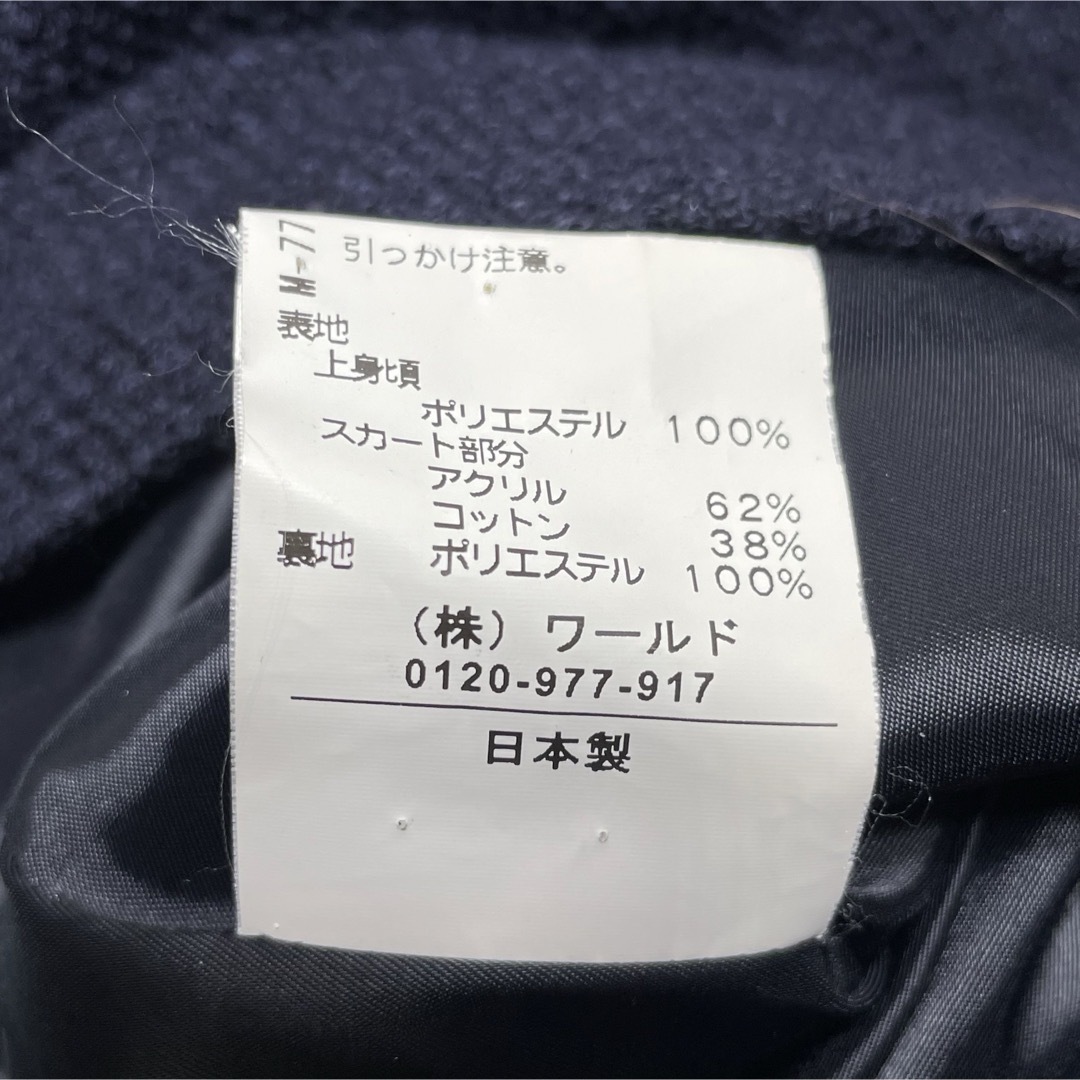 M-77
引っかけ注意。
表地
上身頃
ポリエステル 100%
スカート部分
アクリル 62%
コットン 38%
裏地 ポリエステル 100%
（株）ワールド
0120-977-917
日本製